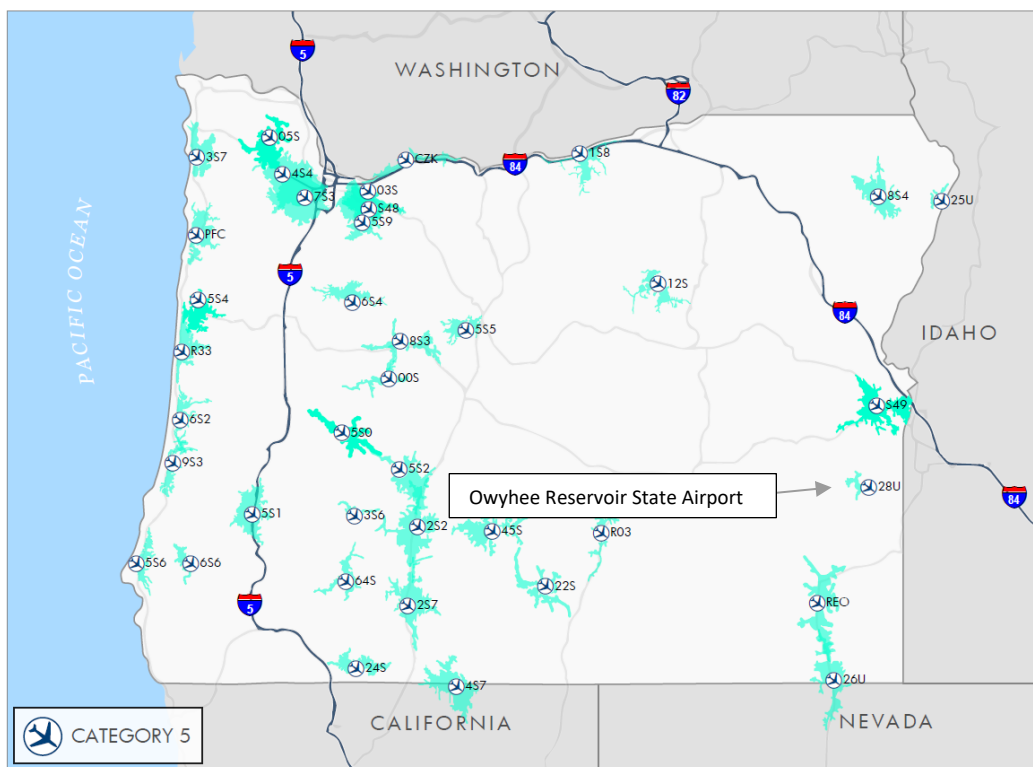 5
WASHINGTON
82
84
05S
3S7
4S4
7S3
CZK
1S8
03S
S48
5S9
8S4
25U
PACIFIC OCEAN
PFC
5
12S
5S4
6S4
84
R33
8S3
5S5
IDAHO
00S
6S2
5S0
S49
9S3
5S2
Owyhee Reservoir State Airport
28U
84
5S1
3S6
2S2
45S
R03
5S6
6S6
64S
22S
5
2S7
REO
24S
4S7
26U
CATEGORY 5
CALIFORNIA
NEVADA